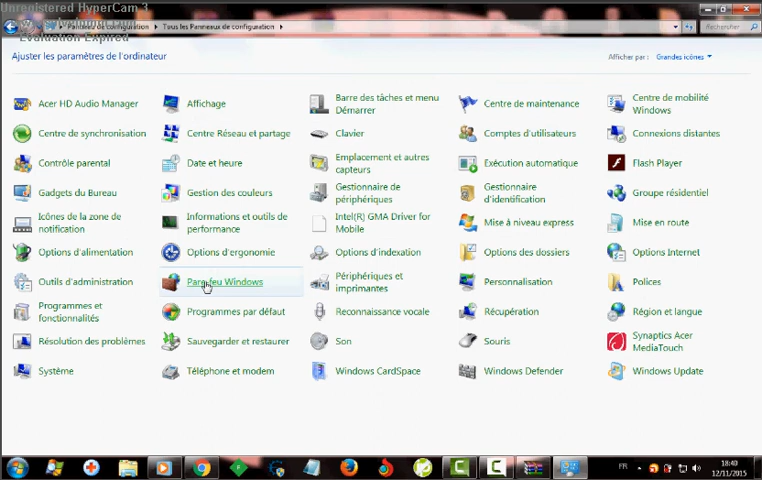 Unregistered HyperCam 3
Panneau de configuration ▸ Tous les Panneaux de configuration ▸
Rechercher
Evaluation Expired
Ajuster les paramètres de l'ordinateur
Afficher par : Grandes icônes
Acer HD Audio Manager
Affichage
Barre des tâches et menu
Démarrer
Centre de maintenance
Centre de mobilité
Windows
Centre de synchronisation
Centre Réseau et partage
Clavier
Comptes d'utilisateurs
Connexions distantes
Contrôle parental
Date et heure
Emplacement et autres
capteurs
Exécution automatique
Flash Player
Gadgets du Bureau
Gestion des couleurs
Gestionnaire de
périphériques
Gestionnaire
d'identification
Groupe résidentiel
Icônes de la zone de
notification
Informations et outils de
performance
Intel(R) GMA Driver for
Mobile
Mise à niveau express
Mise en route
Options d'alimentation
Options d'ergonomie
Options d'indexation
Options des dossiers
Options Internet
Outils d'administration
Pare-feu Windows
Périphériques et
imprimantes
Personnalisation
Polices
Programmes et
fonctionnalités
Programmes par défaut
Reconnaissance vocale
Récupération
Région et langue
Résolution des problèmes
Sauvegarder et restaurer
Son
Souris
Synaptics Acer
MediaTouch
Système
Téléphone et modem
Windows CardSpace
Windows Defender
Windows Update
FR
18:40
12/11/2015